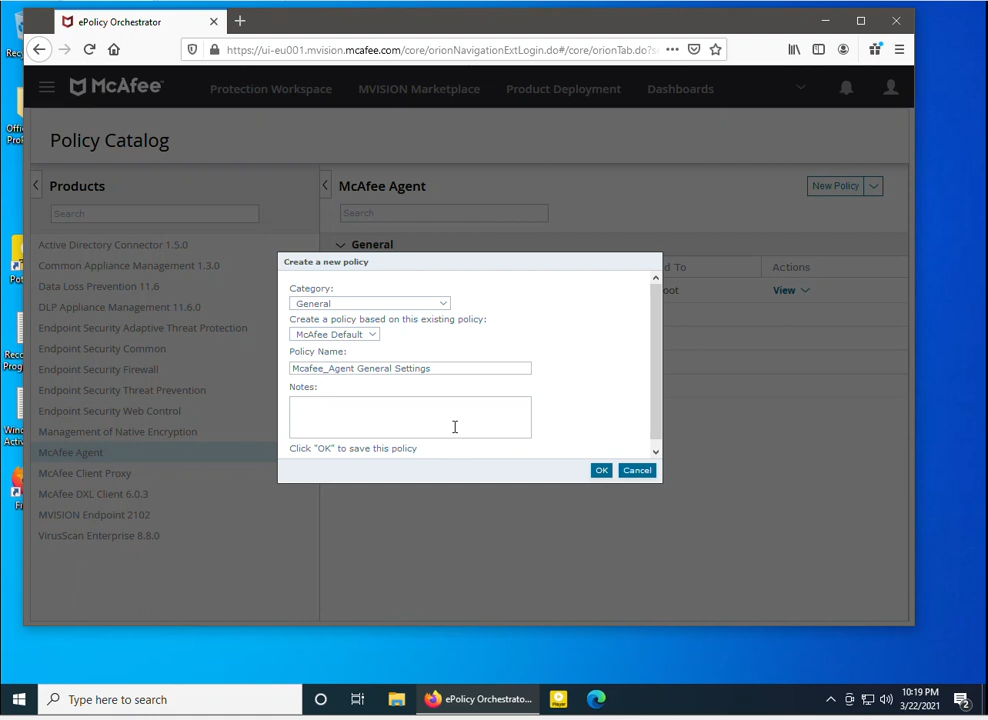 ePolicy Orchestrator
https://ui-eu001.mvision.mcafee.com/core/orionNavigationExtLogin.do#/core/orionTab.do?s
McAfee
Protection Workspace
MVISION Marketplace
Product Deployment
Dashboards
Policy Catalog
Products
McAfee Agent
New Policy
Search
Search
Active Directory Connector 1.5.0
General
Common Appliance Management 1.3.0
d To
Actions
Data Loss Prevention 11.6
oot
View
DLP Appliance Management 11.6.0
Endpoint Security Adaptive Threat Protection
Endpoint Security Common
Endpoint Security Firewall
Endpoint Security Threat Prevention
Endpoint Security Web Control
Management of Native Encryption
McAfee Agent
McAfee Client Proxy
McAfee DXL Client 6.0.3
MVISION Endpoint 2102
VirusScan Enterprise 8.8.0
Create a new policy
Category:
General
Create a policy based on this existing policy:
McAfee Default
Policy Name:
Mcafee_Agent General Settings
Notes:
Click "OK" to save this policy
OK
Cancel
Type here to search
ePolicy Orchestrato...
10:19 PM
3/22/2021
2